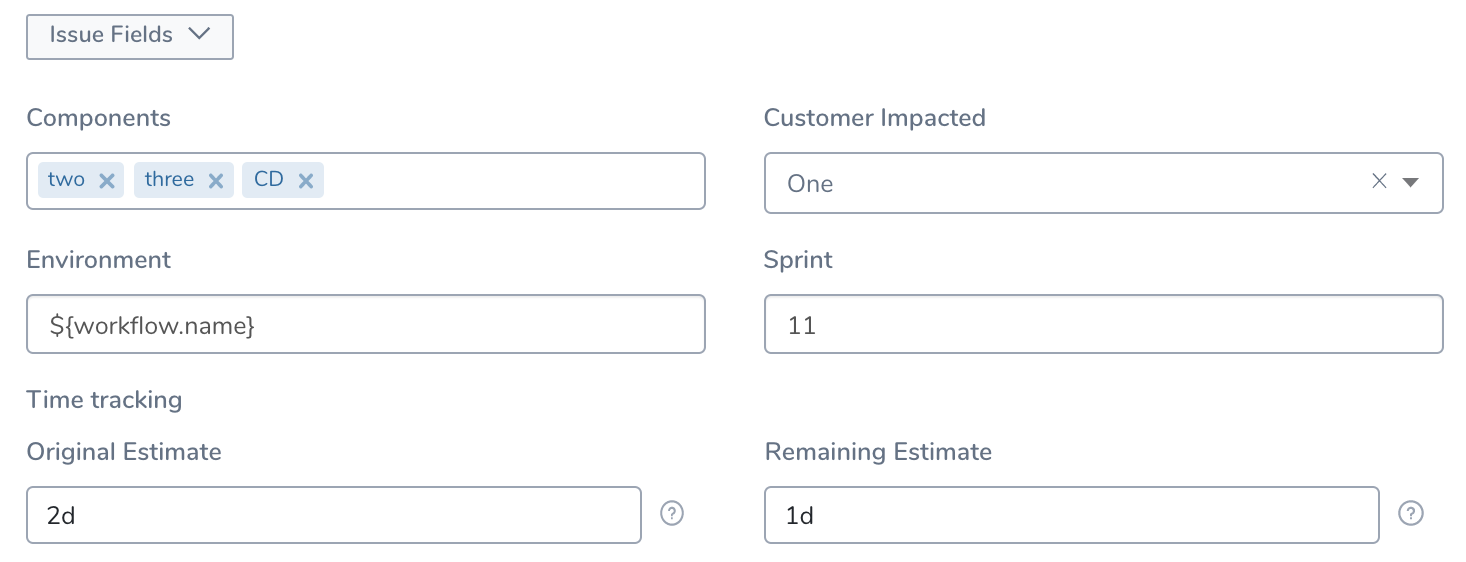 Issue Fields
Components
Customer Impacted
two three CD
One
Environment
Sprint
${workflow.name}
11
Time tracking
Original Estimate
Remaining Estimate
2d
1d